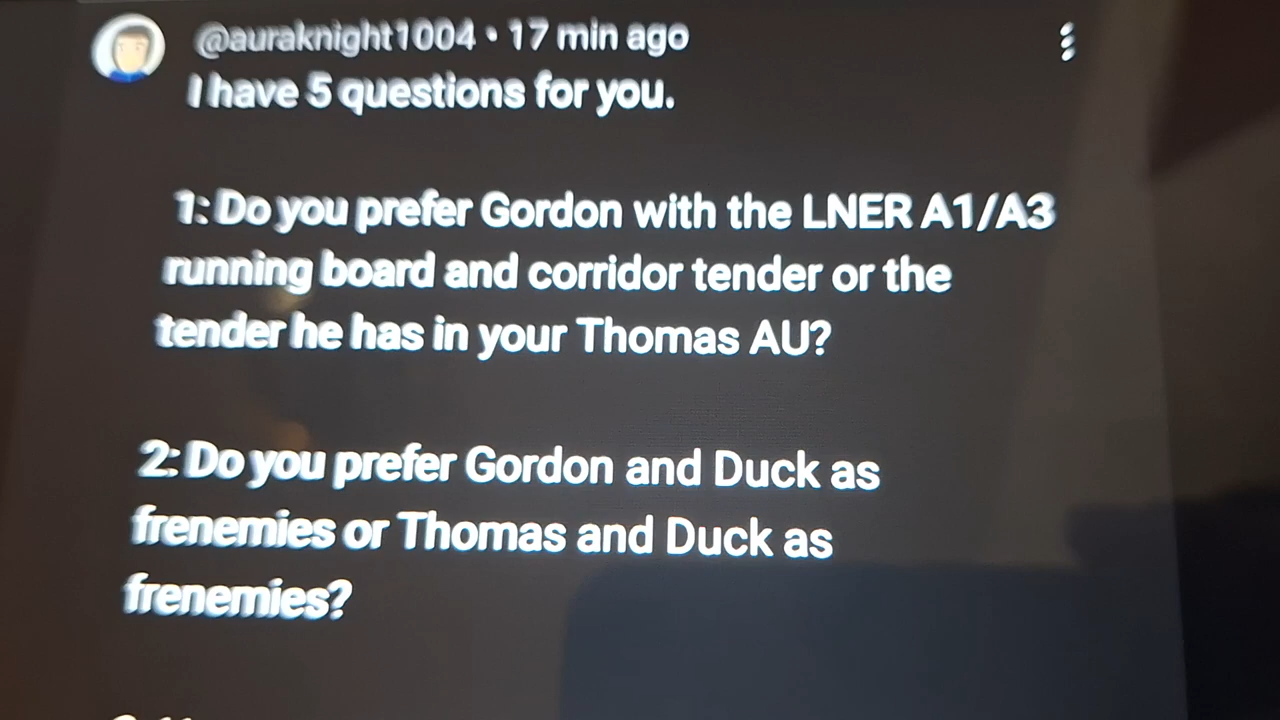 @auraknight1004 • 17 min ago
I have 5 questions for you.
1: Do you prefer Gordon with the LNER A1/A3
running board and corridor tender or the
tender he has in your Thomas AU?
2: Do you prefer Gordon and Duck as
frenemies or Thomas and Duck as
frenemies?